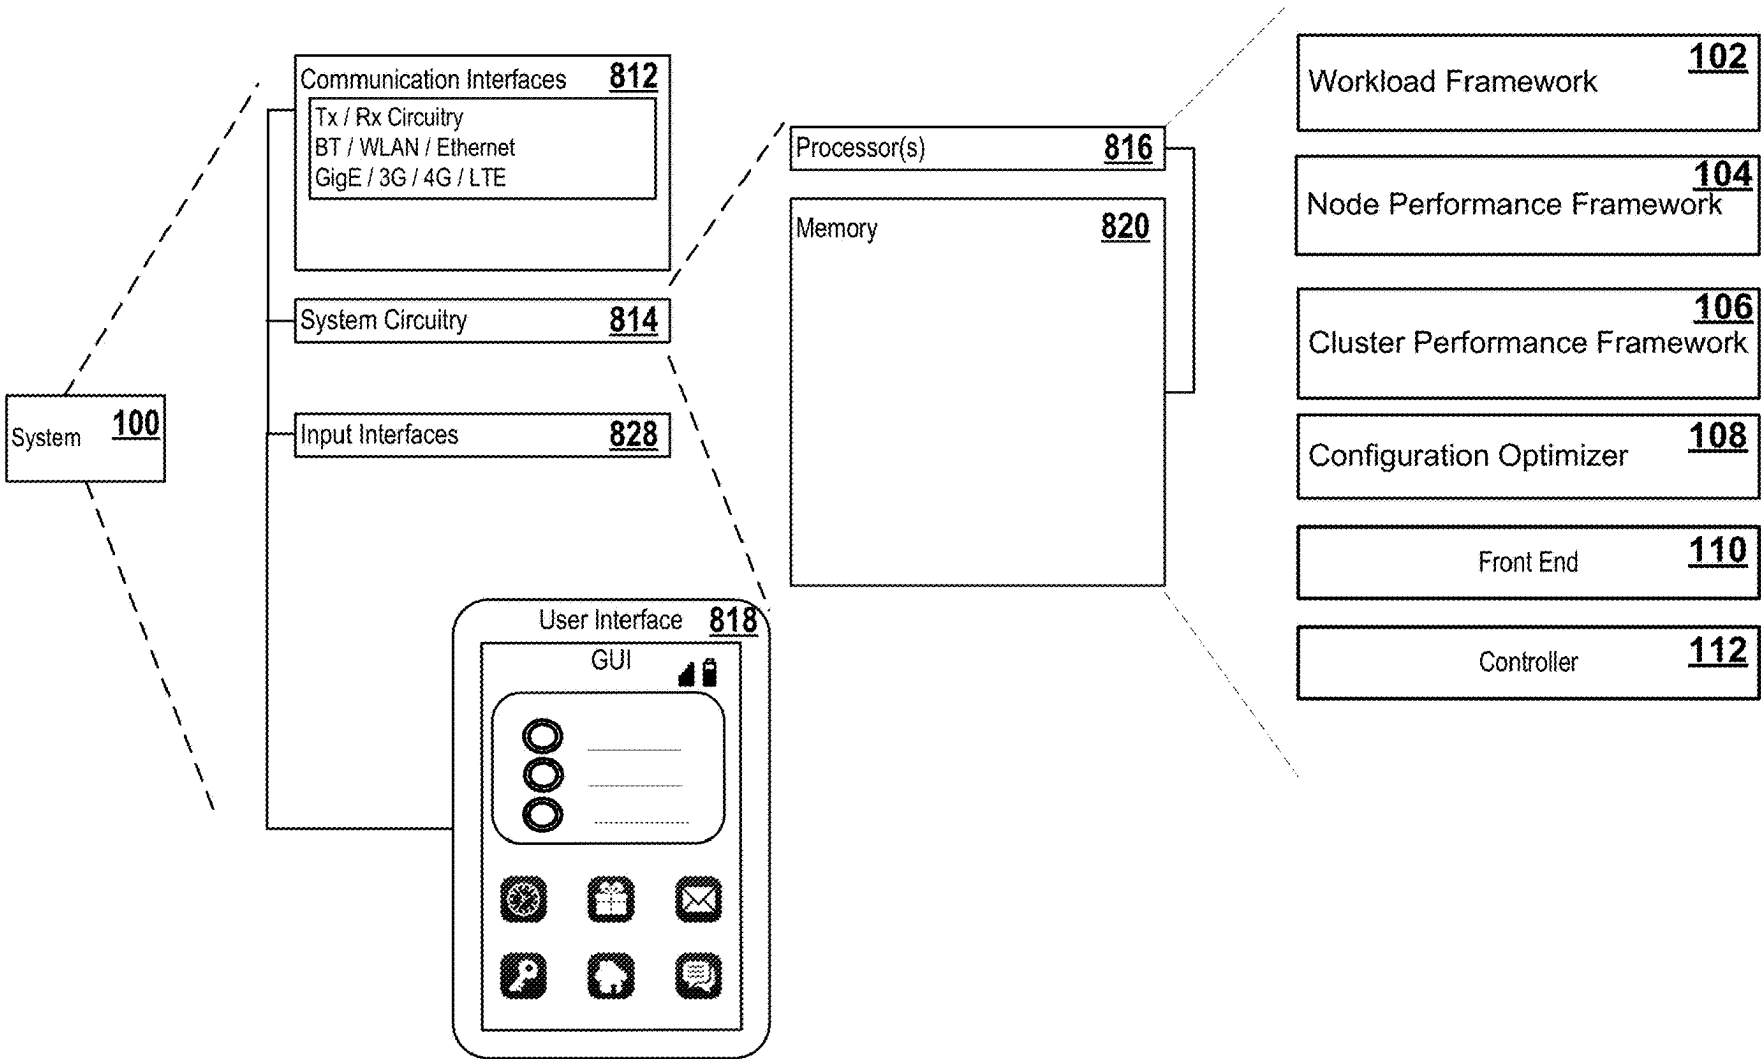 System 100
Communication Interfaces 812
Tx / Rx Circuitry
BT / WLAN / Ethernet
GigE / 3G / 4G / LTE
System Circuitry 814
Input Interfaces 828
User Interface 818
GUI
Processor(s) 816
Memory 820
102
Workload Framework
104
Node Performance Framework
106
Cluster Performance Framework
108
Configuration Optimizer
110
Front End
112
Controller